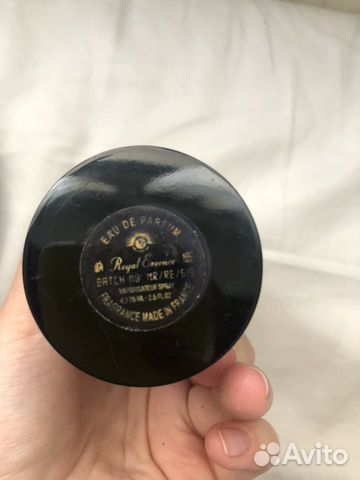 EAU DE PARFUM
Royal Essence
BATCH NO: MR/RE/
VAPORISATEUR SPRAY
75 ML - 2.5 FL.OZ
FRAGRANCE MADE IN FRANCE
Avito